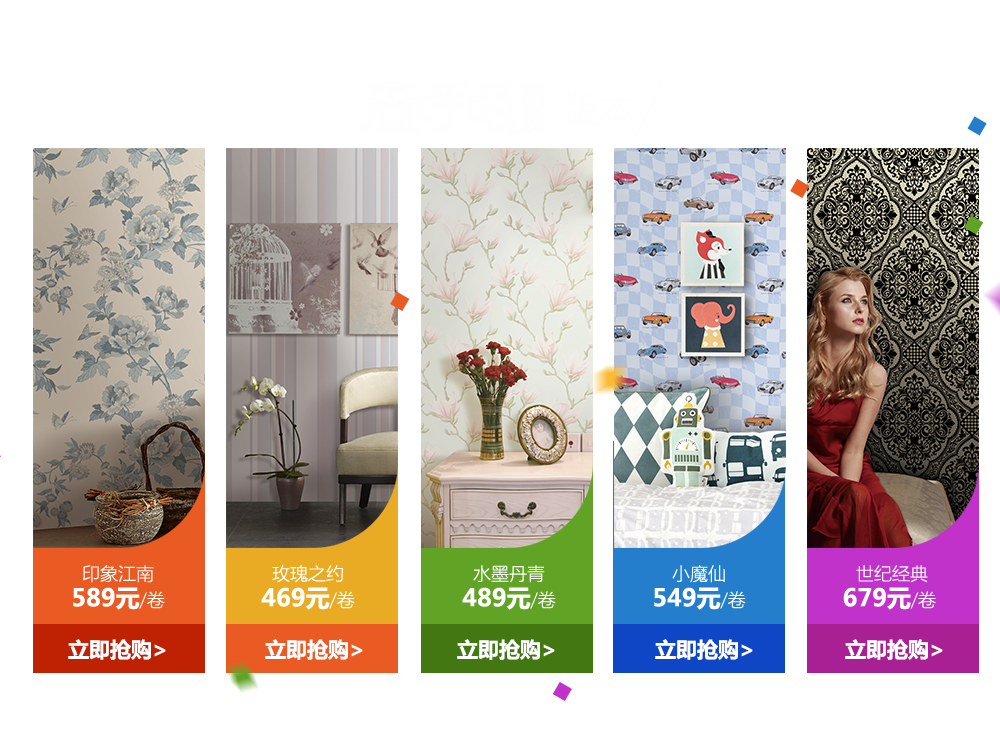 印象江南
589元/卷
立即抢购>
玫瑰之约
469元/卷
立即抢购>
水墨丹青
489元/卷
立即抢购>
小魔仙
549元/卷
立即抢购>
世纪经典
679元/卷
立即抢购>